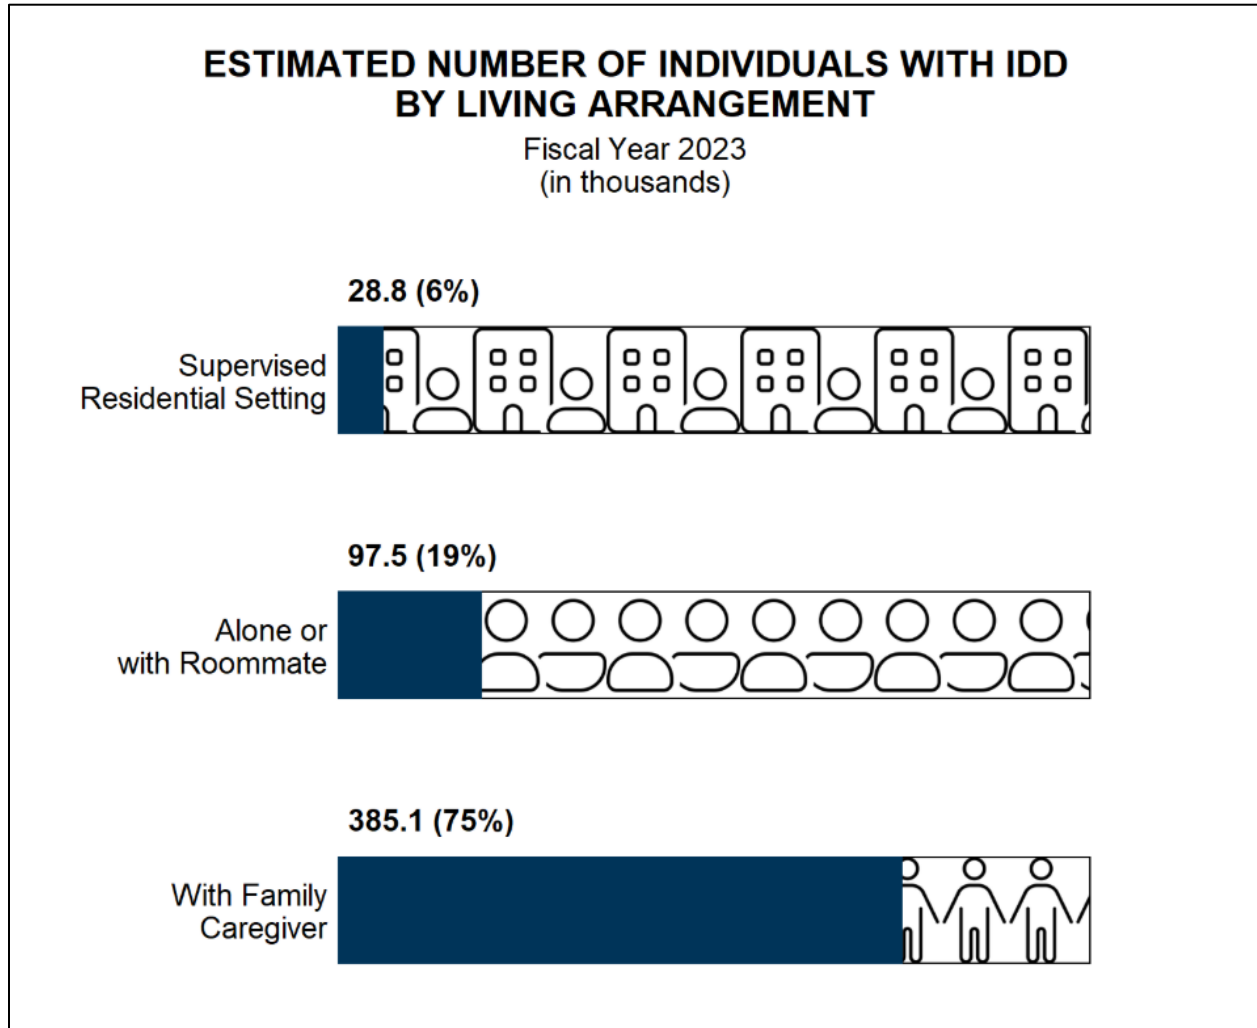 ESTIMATED NUMBER OF INDIVIDUALS WITH IDD
BY LIVING ARRANGEMENT
Fiscal Year 2023
(in thousands)
28.8 (6%)
Supervised
Residential Setting
97.5 (19%)
Alone or
with Roommate
385.1 (75%)
With Family
Caregiver